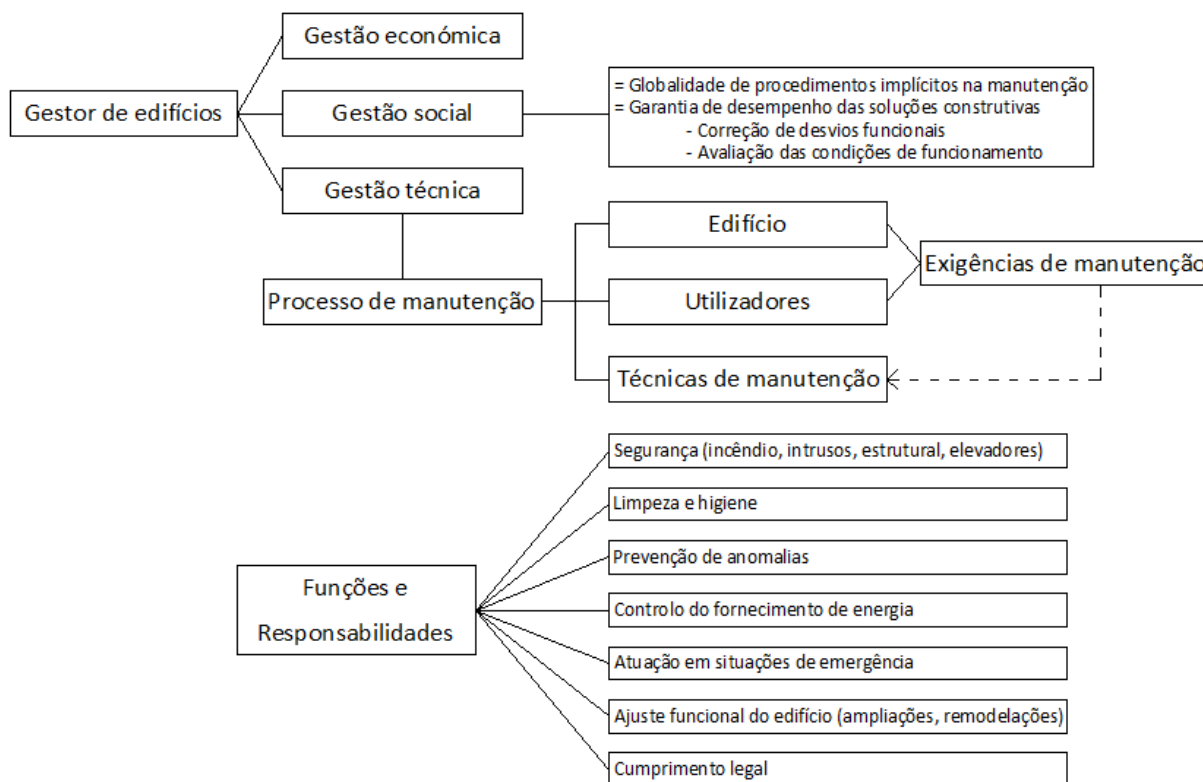 Gestão económica
Gestor de edifícios
Gestão social
= Globalidade de procedimentos implícitos na manutenção
= Garantia de desempenho das soluções construtivas
- Correção de desvios funcionais
- Avaliação das condições de funcionamento
Gestão técnica
Edifício
Exigências de manutenção
Processo de manutenção
Utilizadores
Técnicas de manutenção
Segurança (incêndio, intrusos, estrutural, elevadores)
Limpeza e higiene
Prevenção de anomalias
Funções e
Responsabilidades
Controlo do fornecimento de energia
Atuação em situações de emergência
Ajuste funcional do edifício (ampliações, remodelações)
Cumprimento legal